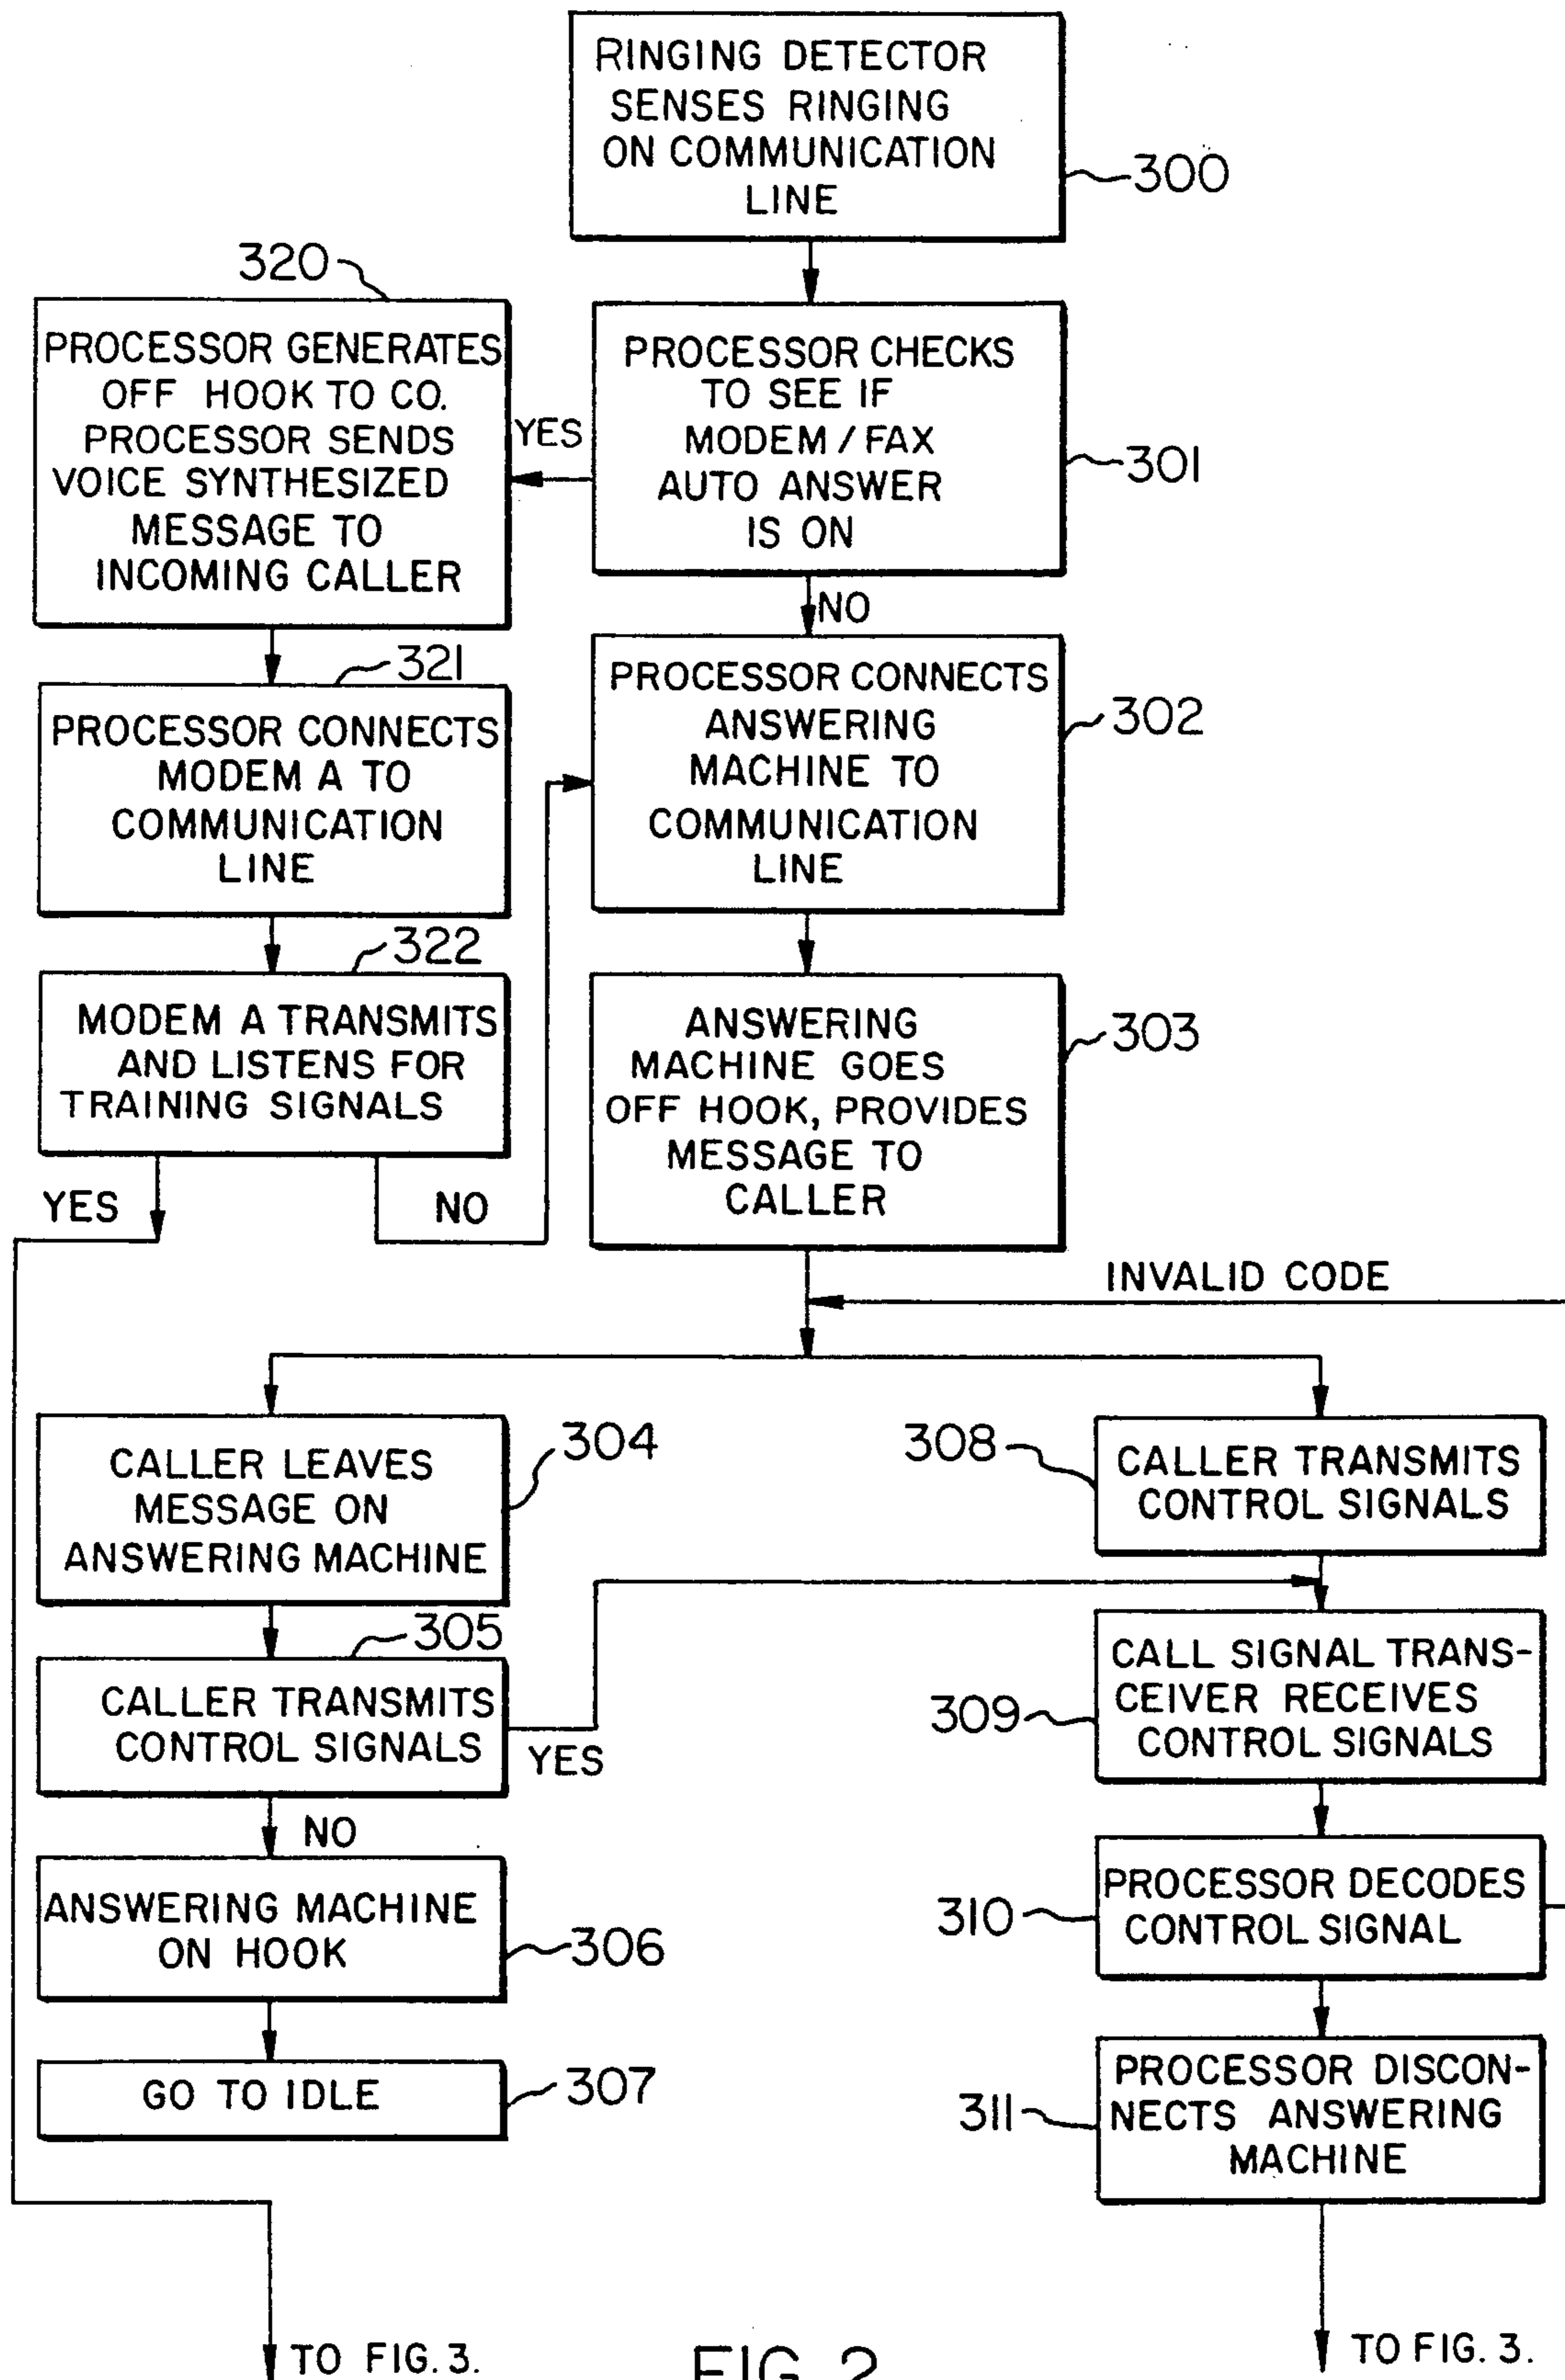 RINGING DETECTOR
SENSES RINGING
ON COMMUNICATION
LINE
300
320
PROCESSOR GENERATES
OFF HOOK TO CO.
PROCESSOR SENDS
VOICE SYNTHESIZED
MESSAGE TO
INCOMING CALLER
YES
PROCESSOR CHECKS
TO SEE IF
MODEM / FAX
AUTO ANSWER
IS ON
301
NO
321
PROCESSOR CONNECTS
MODEM A TO
COMMUNICATION
LINE
PROCESSOR CONNECTS
ANSWERING
MACHINE TO
COMMUNICATION
LINE
302
322
MODEM A TRANSMITS
AND LISTENS FOR
TRAINING SIGNALS
YES
NO
ANSWERING
MACHINE GOES
OFF HOOK, PROVIDES
MESSAGE TO
CALLER
303
INVALID CODE
CALLER LEAVES
MESSAGE ON
ANSWERING MACHINE
304
308
CALLER TRANSMITS
CONTROL SIGNALS
305
CALLER TRANSMITS
CONTROL SIGNALS
YES
NO
309
CALL SIGNAL TRANS-
CEIVER RECEIVES
CONTROL SIGNALS
ANSWERING MACHINE
ON HOOK
306
310
PROCESSOR DECODES
CONTROL SIGNAL
GO TO IDLE
307
311
PROCESSOR DISCON-
NECTS ANSWERING
MACHINE
TO FIG. 3.
FIG. 2
TO FIG. 3.